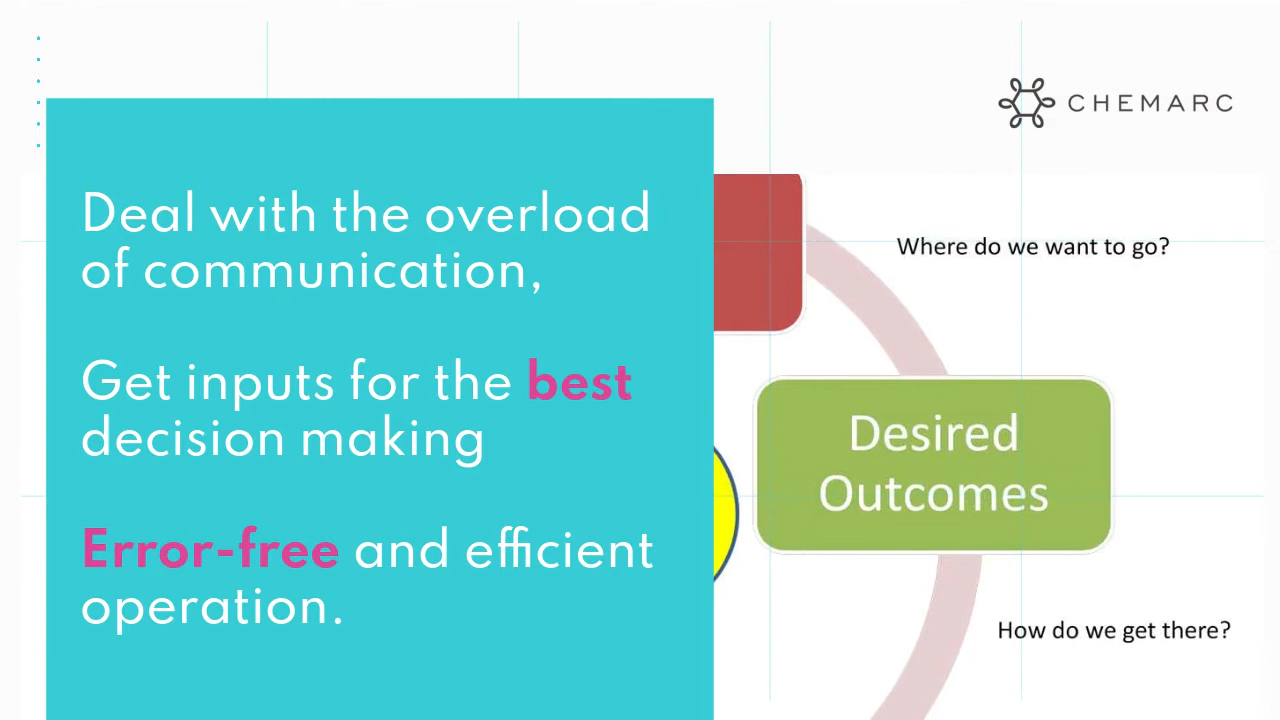 CHEMARC
Deal with the overload
of communication,
Get inputs for the best
decision making
Error-free and efficient
operation.
Where do we want to go?
Desired
Outcomes
How do we get there?